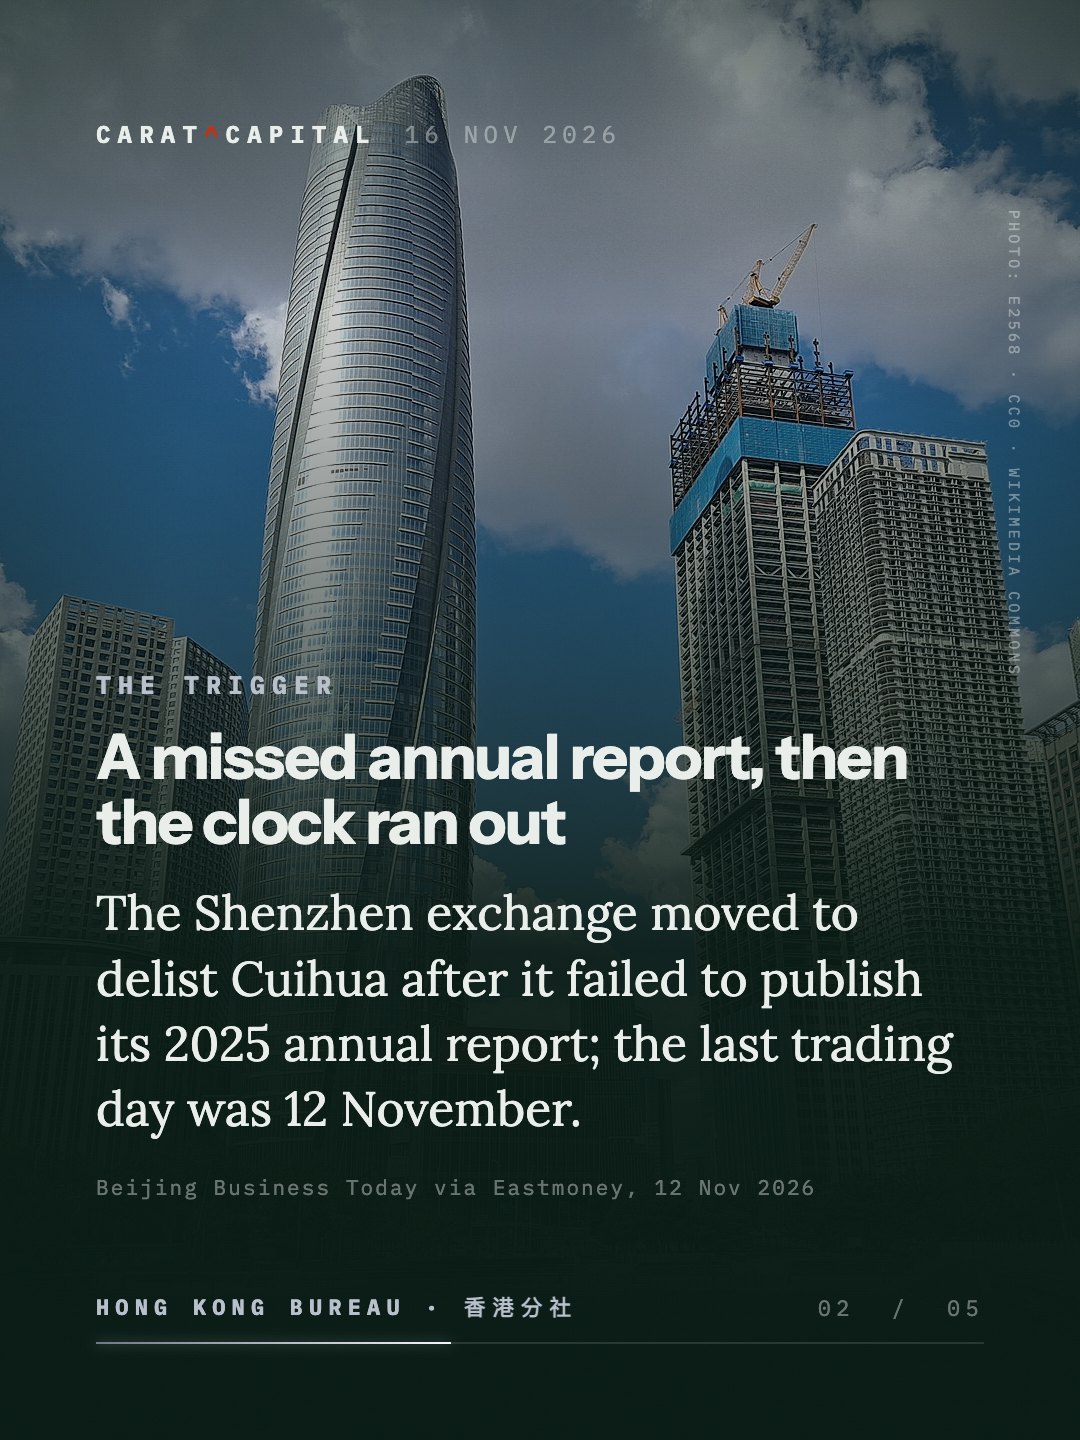 CARAT^CAPITAL 16 NOV 2026
PHOTO: E2568 · CC0 · WIKIMEDIA COMMONS
THE TRIGGER
A missed annual report, then
the clock ran out
The Shenzhen exchange moved to
delist Cuihua after it failed to publish
its 2025 annual report; the last trading
day was 12 November.
Beijing Business Today via Eastmoney, 12 Nov 2026
HONG KONG BUREAU · 香港分社
02 / 05